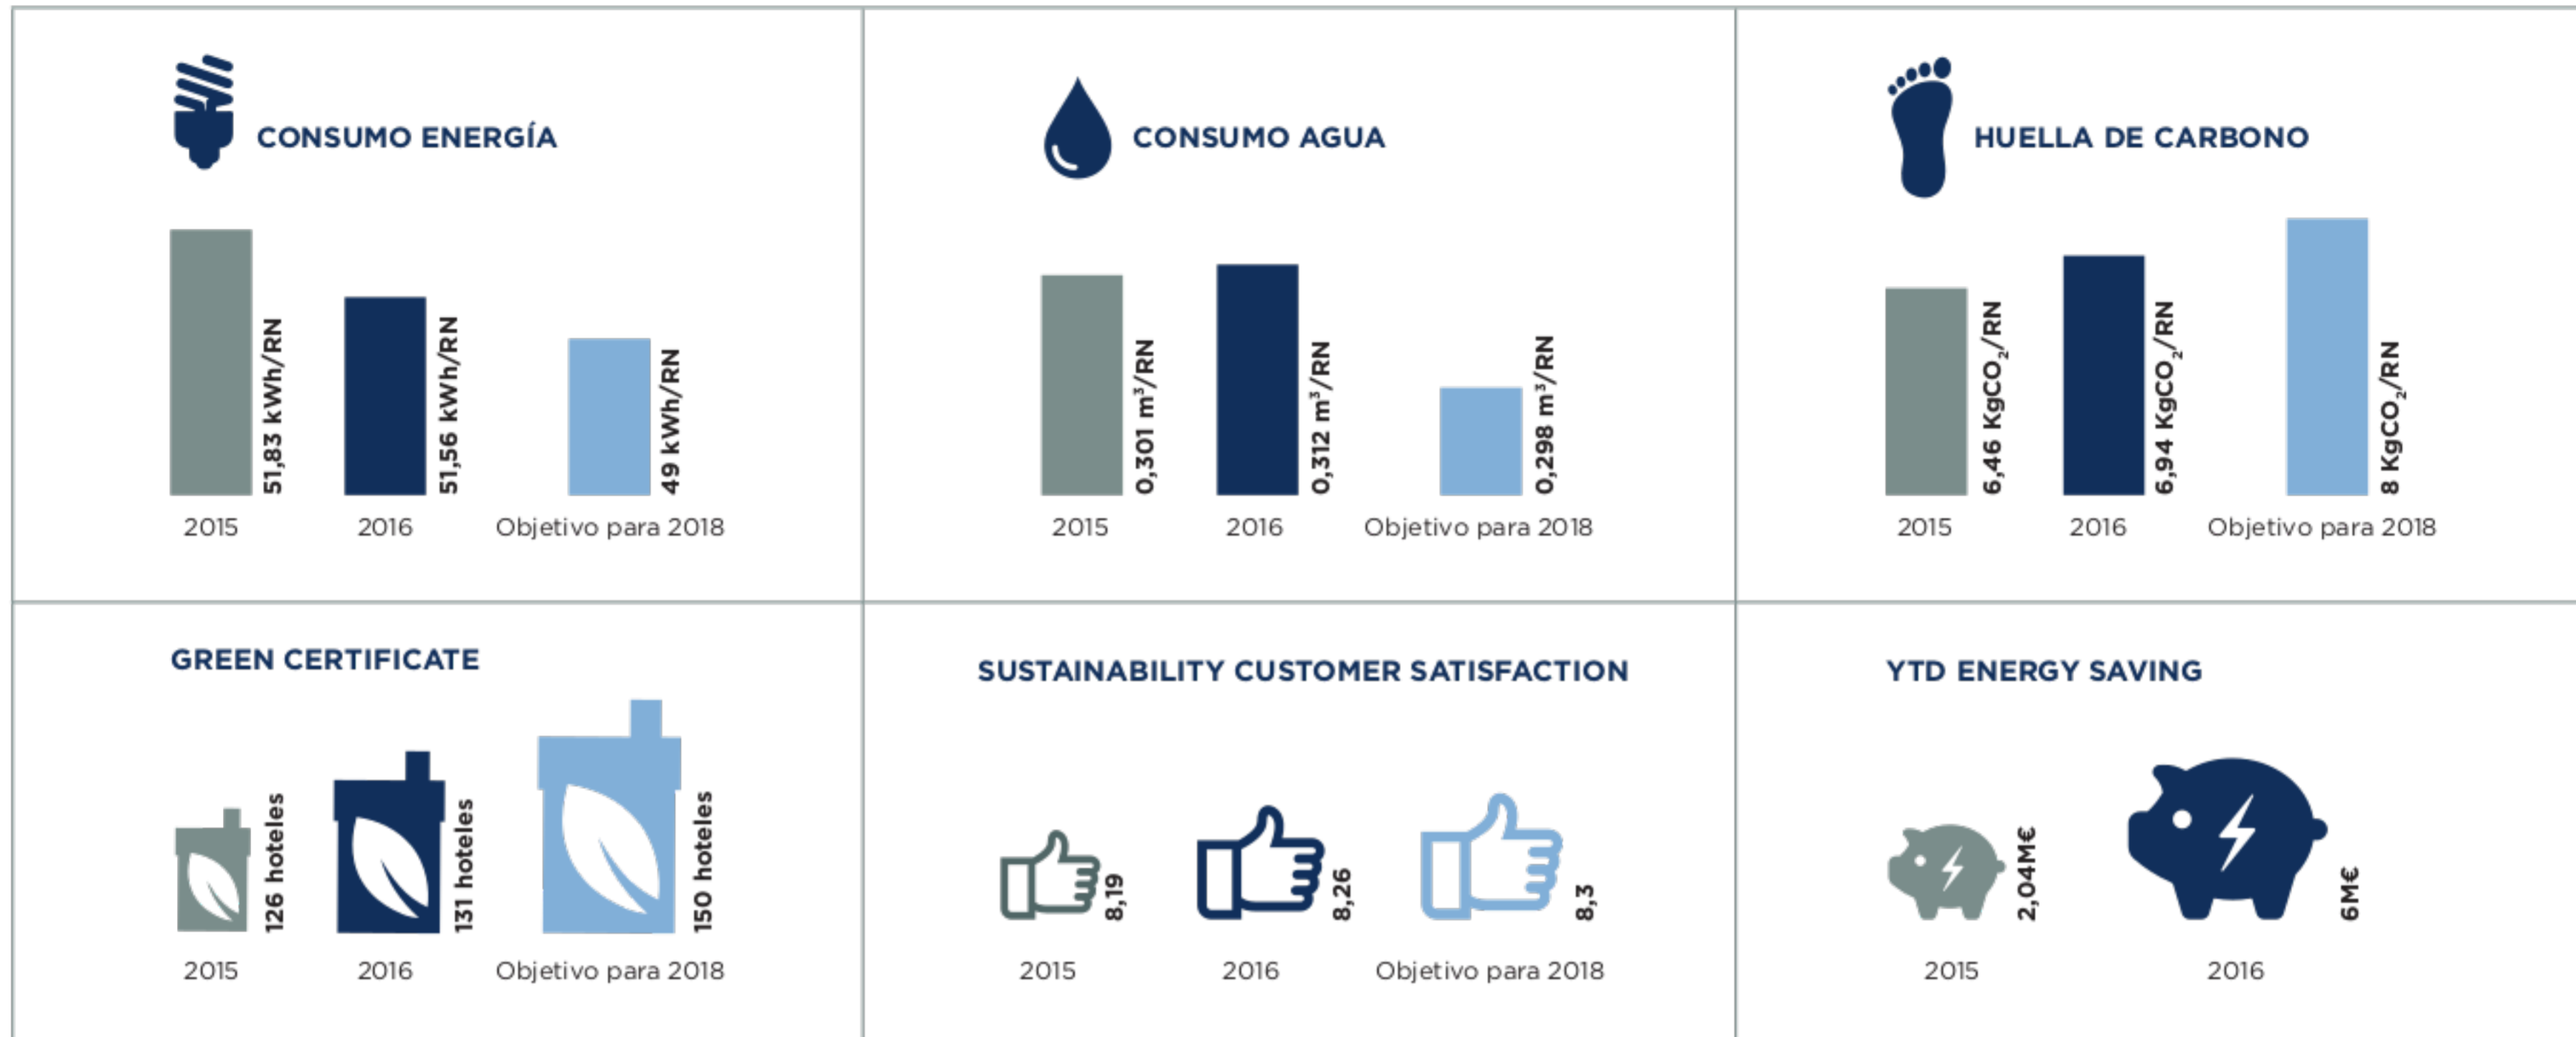 CONSUMO ENERGÍA
51,83 kWh/RN
51,56 kWh/RN
49 kWh/RN
2015
2016
Objetivo para 2018
CONSUMO AGUA
0,301 m³/RN
0,312 m³/RN
0,298 m³/RN
2015
2016
Objetivo para 2018
HUELLA DE CARBONO
6,46 KgCO₂/RN
6,94 KgCO₂/RN
8 KgCO₂/RN
2015
2016
Objetivo para 2018
GREEN CERTIFICATE
126 hoteles
131 hoteles
150 hoteles
2015
2016
Objetivo para 2018
SUSTAINABILITY CUSTOMER SATISFACTION
8,19
8,26
8,3
2015
2016
Objetivo para 2018
YTD ENERGY SAVING
2,04M€
6M€
2015
2016